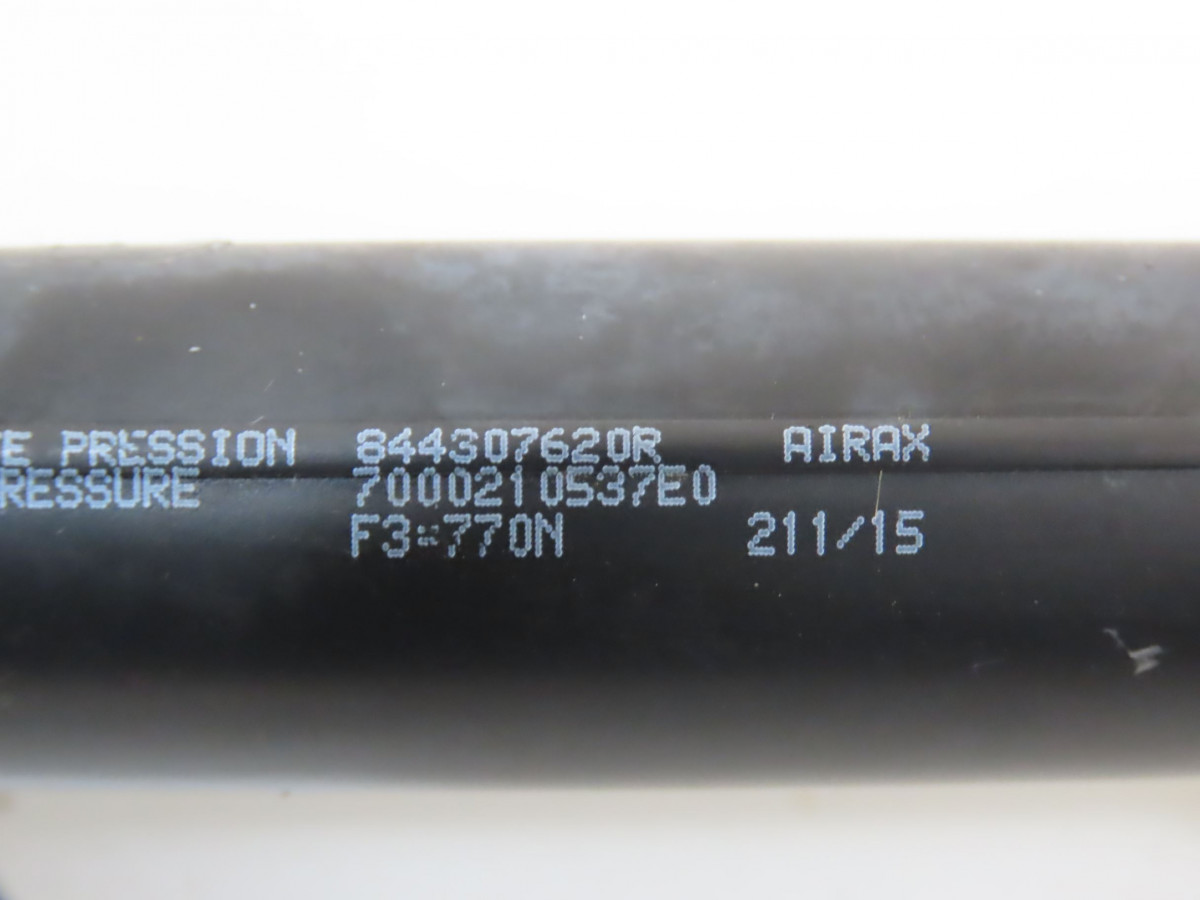 E PRESSION 844307620R AIRAX
RESSURE 7000210537E0
F3=770N 211/15